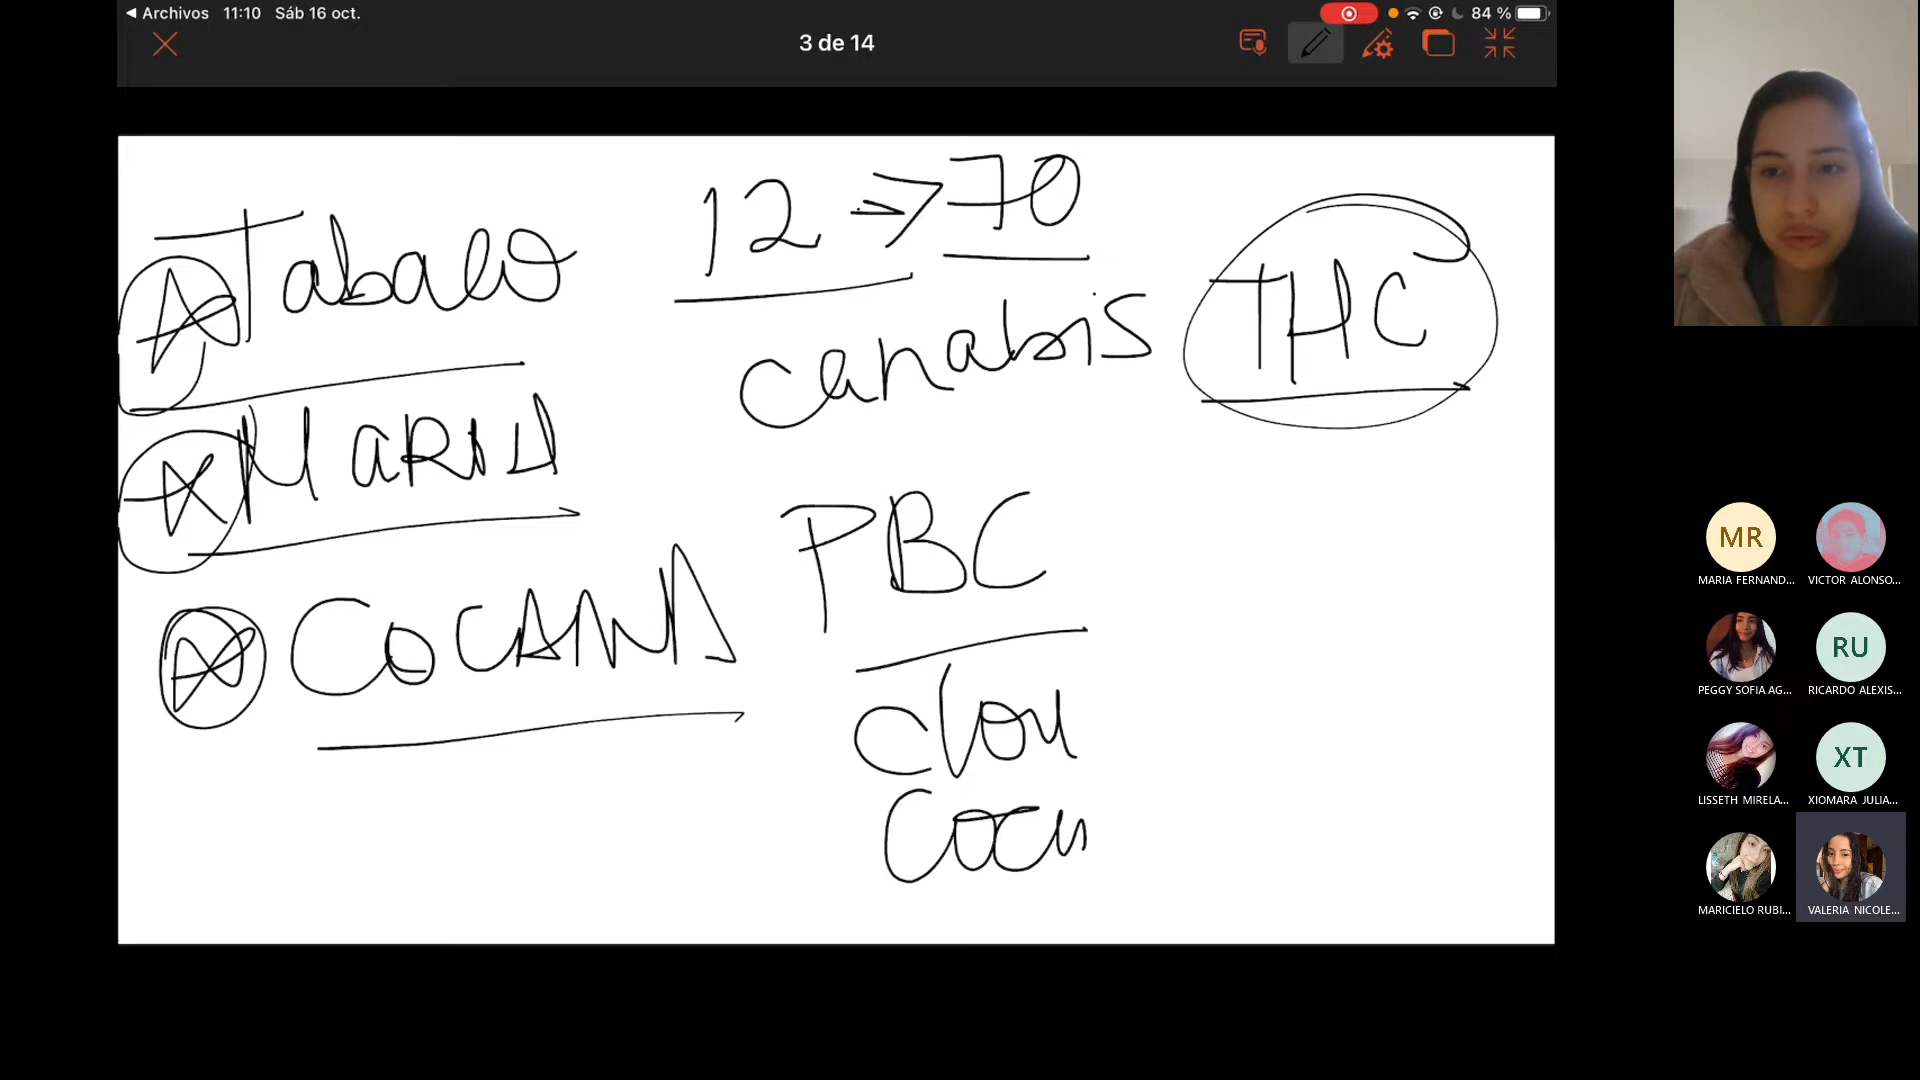 Archivos 11:10 Sáb 16 oct.
84 %
3 de 14
Tabaco
12 => 70
canabis
THC
MARIA
PBC
COCAINA
Clor
Coca
MR
MARIA FERNAND...
VICTOR ALONSO...
PEGGY SOFIA AG...
RU
RICARDO ALEXIS...
LISSETH MIRELA...
XT
XIOMARA JULIA...
MARICIELO RUBI...
VALERIA NICOLE...